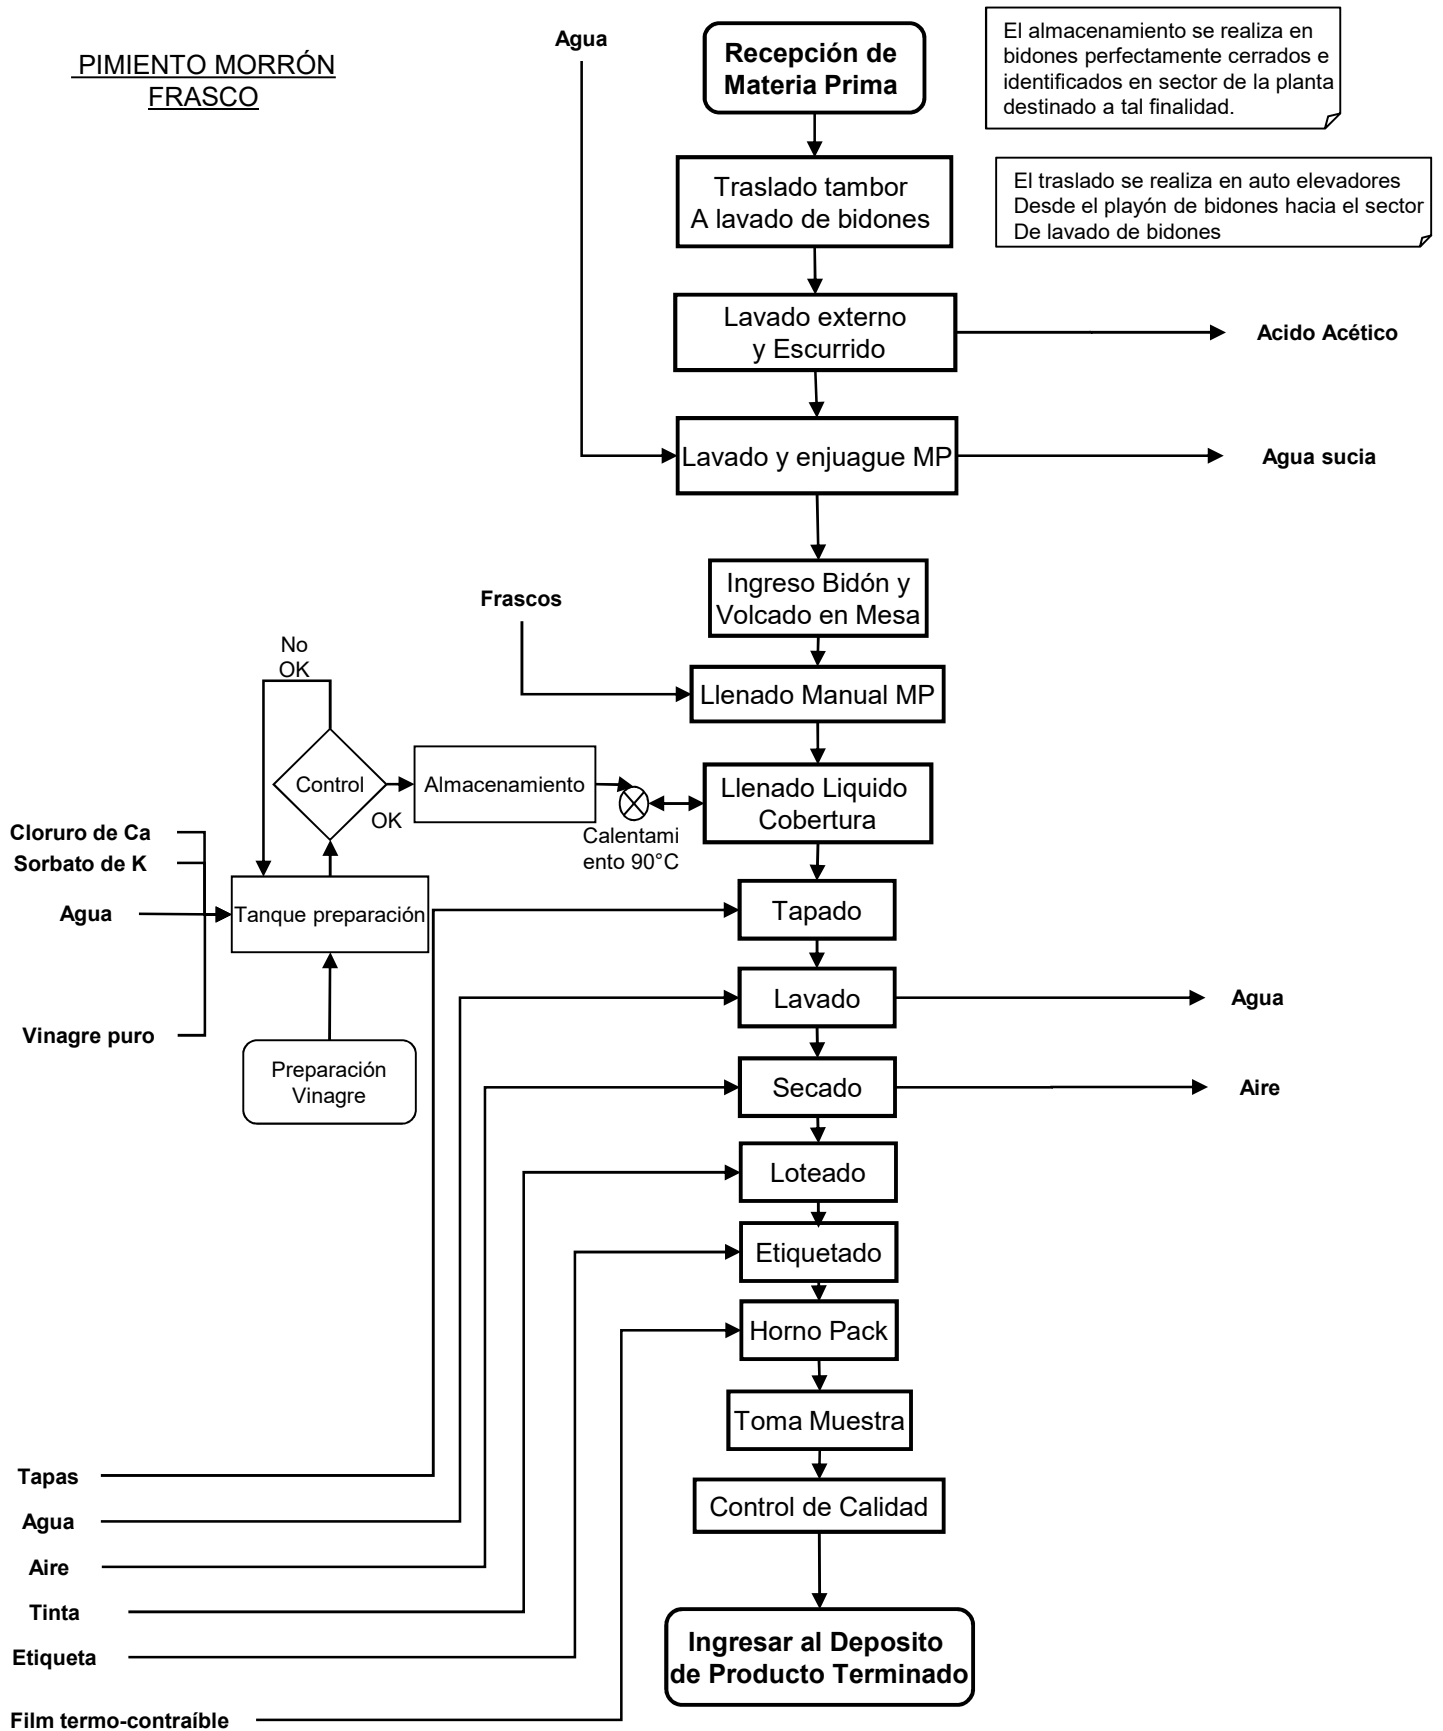 PIMIENTO MORRÓN
FRASCO
Agua
Recepción de
Materia Prima
El almacenamiento se realiza en
bidones perfectamente cerrados e
identificados en sector de la planta
destinado a tal finalidad.
Traslado tambor
A lavado de bidones
El traslado se realiza en auto elevadores
Desde el playón de bidones hacia el sector
De lavado de bidones
Lavado externo
y Escurrido
Acido Acético
Lavado y enjuague MP
Agua sucia
Ingreso Bidón y
Volcado en Mesa
Frascos
Llenado Manual MP
No
OK
Control
OK
Almacenamiento
Calentami
ento 90°C
Llenado Liquido
Cobertura
Cloruro de Ca
Sorbato de K
Agua
Vinagre puro
Tanque preparación
Preparación
Vinagre
Tapado
Lavado
Agua
Secado
Aire
Loteado
Etiquetado
Horno Pack
Toma Muestra
Control de Calidad
Tapas
Agua
Aire
Tinta
Etiqueta
Film termo-contraíble
Ingresar al Deposito
de Producto Terminado